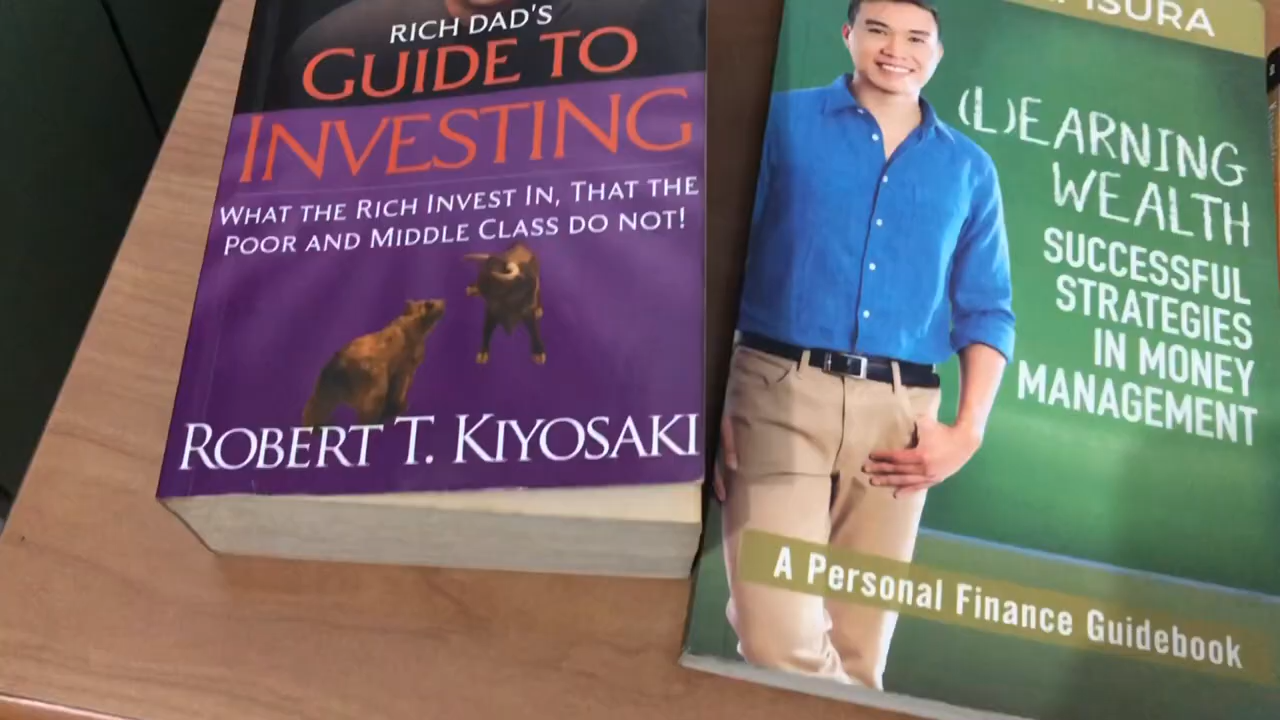 RICH DAD'S
GUIDE TO
INVESTING
WHAT THE RICH INVEST IN, THAT THE
POOR AND MIDDLE CLASS DO NOT!
ROBERT T. KIYOSAKI
(L)EARNING
WEALTH
SUCCESSFUL
STRATEGIES
IN MONEY
MANAGEMENT
A Personal Finance Guidebook